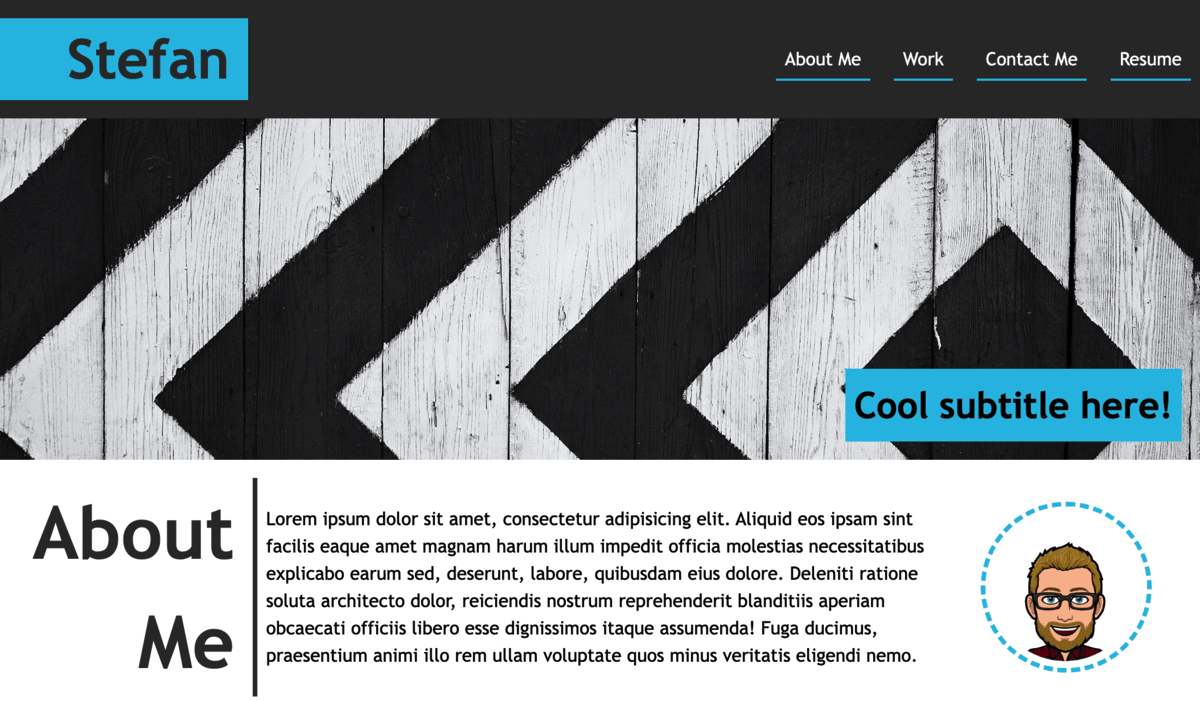 Stefan
About Me Work Contact Me Resume
Cool subtitle here!
About
Me
Lorem ipsum dolor sit amet, consectetur adipisicing elit. Aliquid eos ipsam sint
facilis eaque amet magnam harum illum impedit officia molestias necessitatibus
explicabo earum sed, deserunt, labore, quibusdam eius dolore. Deleniti ratione
soluta architecto dolor, reiciendis nostrum reprehenderit blanditiis aperiam
obcaecati officiis libero esse dignissimos itaque assumenda! Fuga ducimus,
praesentium animi illo rem ullam voluptate quos minus veritatis eligendi nemo.